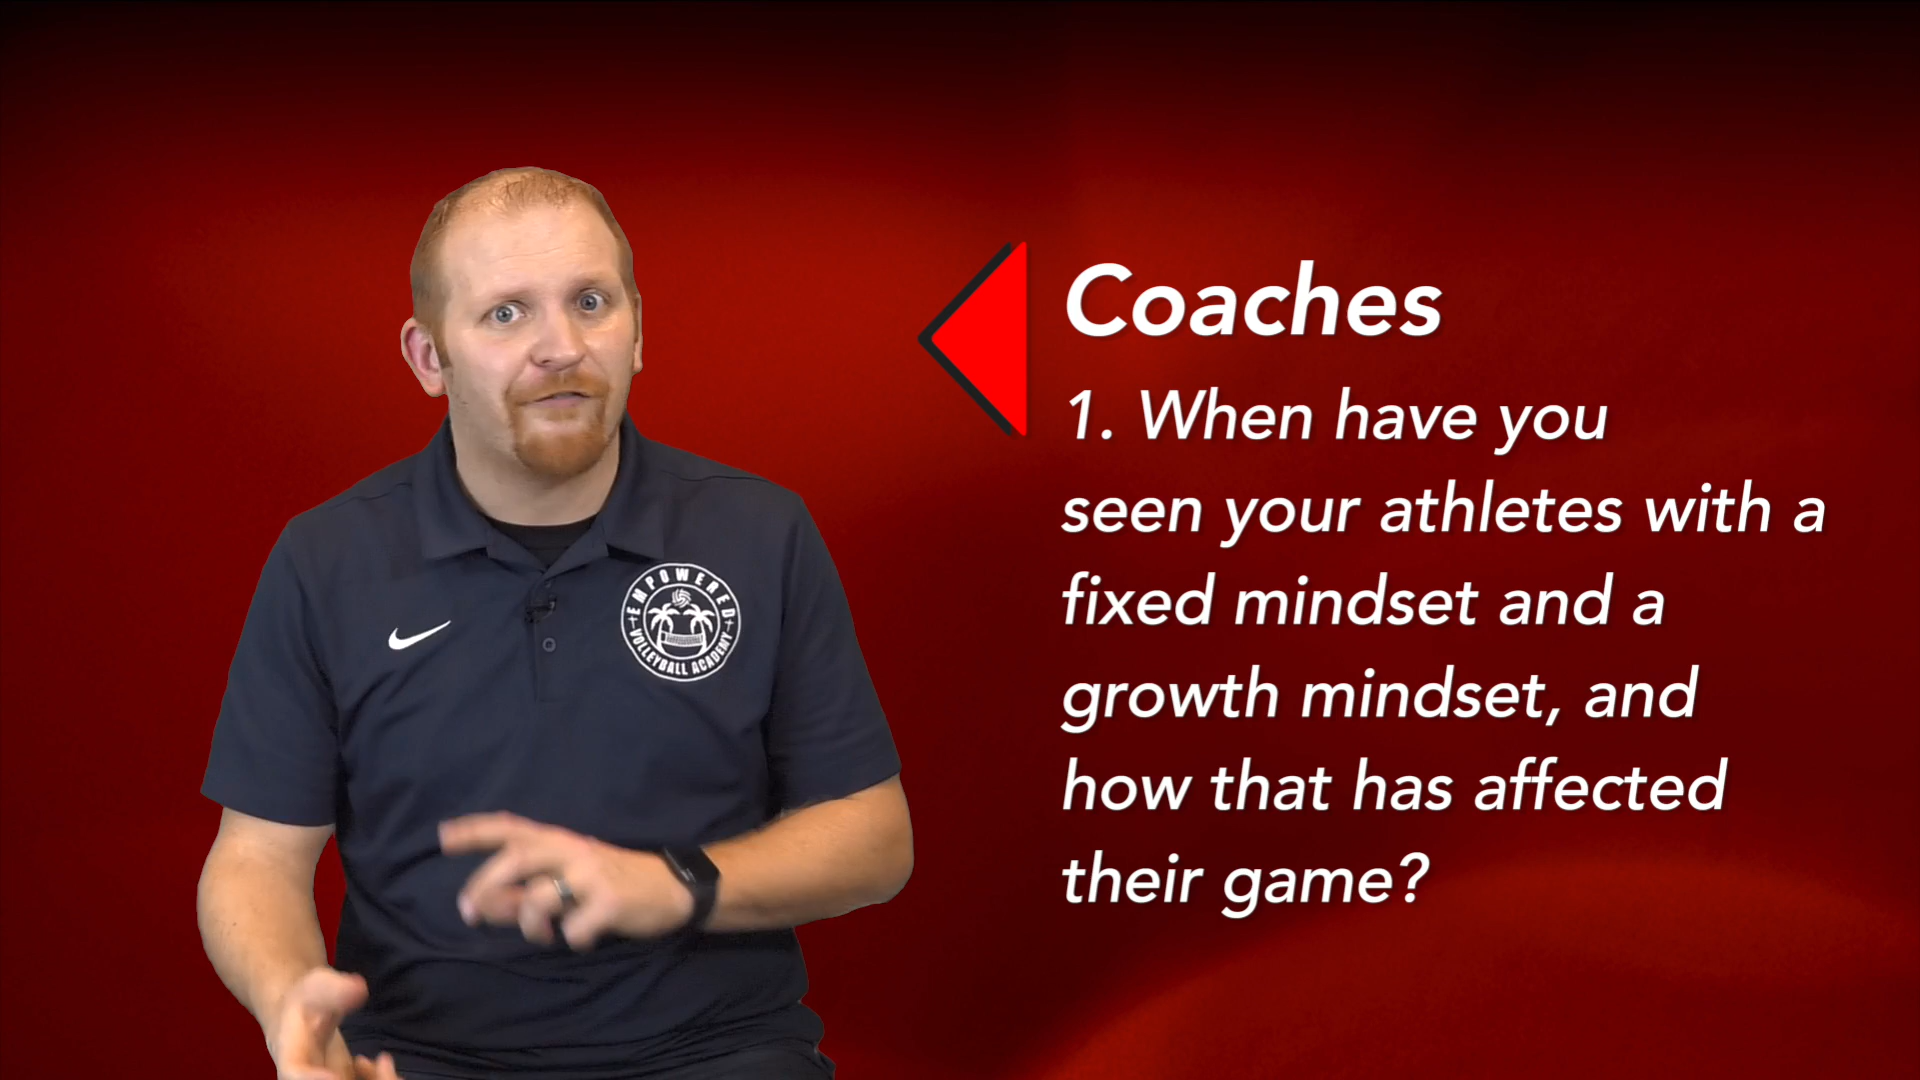 Coaches
1. When have you
seen your athletes with a
fixed mindset and a
growth mindset, and
how that has affected
their game?
EMPOWERED
VOLLEYBALL ACADEMY